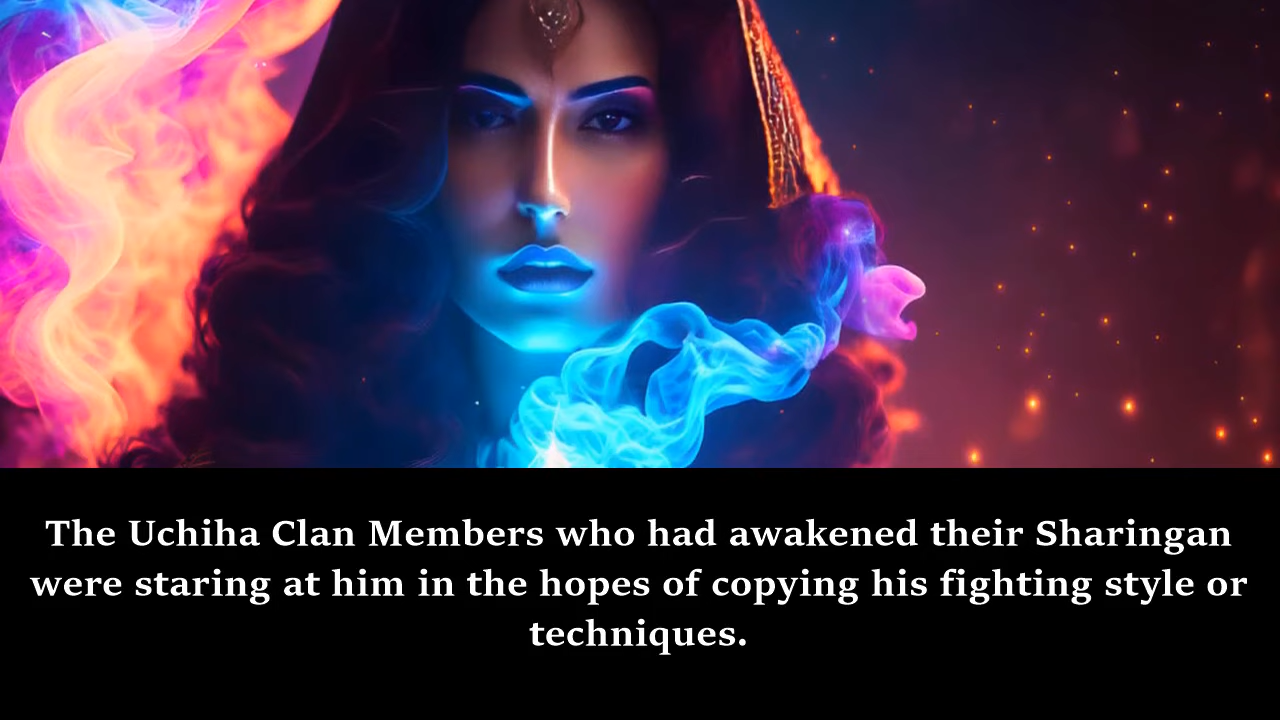 The Uchiha Clan Members who had awakened their Sharingan
were staring at him in the hopes of copying his fighting style or
techniques.